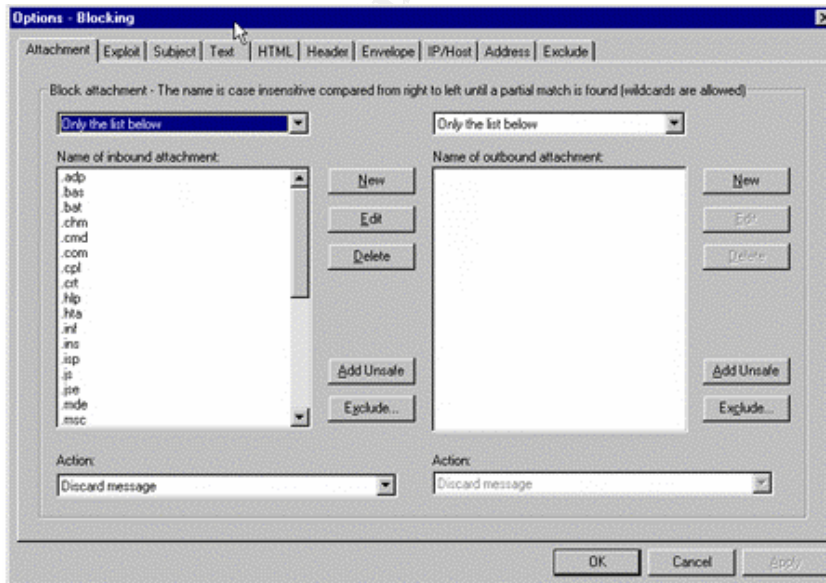 Options - Blocking
Attachment Exploit Subject Text HTML Header Envelope IP/Host Address Exclude
Block attachment - The name is case insensitive compared from right to left until a partial match is found (wildcards are allowed)
Only the list below
Name of inbound attachment:
.adp
.bas
.bat
.chm
.cmd
.com
.cpl
.crt
.hlp
.hta
.inf
.ins
.isp
.js
.jse
.mde
.msc
New
Edit
Delete
Add Unsafe
Exclude...
Action:
Discard message
Only the list below
Name of outbound attachment:
New
Edit
Delete
Add Unsafe
Exclude...
Action:
Discard message
OK Cancel Apply